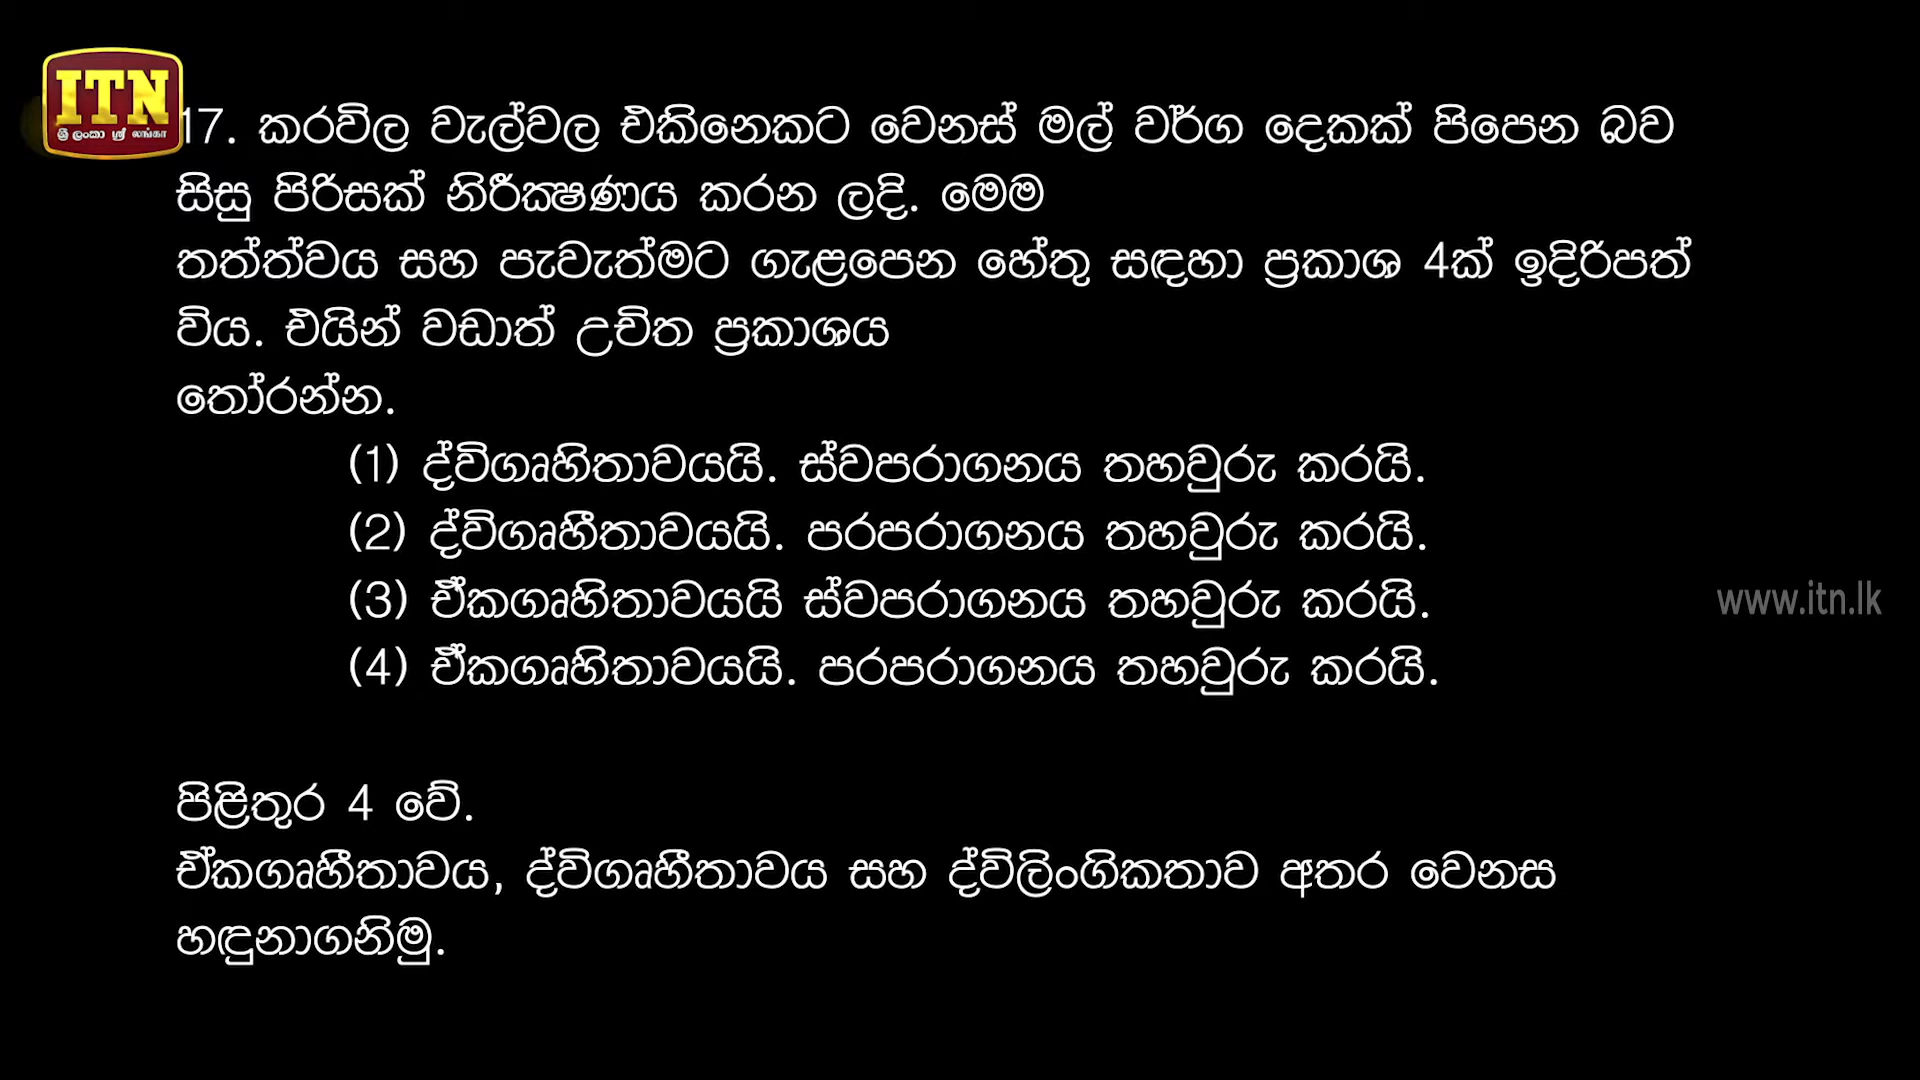 ITN
ශ්‍රී ලංකා ஸ்ரீ லங்கா
17. කරවිල වැල්වල එකිනෙකට වෙනස් මල් වර්ග දෙකක් පිපෙන බව
සිසු පිරිසක් නිරීක්ෂණය කරන ලදි. මෙම
තත්ත්වය සහ පැවැත්මට ගැළපෙන හේතු සඳහා ප්‍රකාශ 4ක් ඉදිරිපත්
විය. එයින් වඩාත් උචිත ප්‍රකාශය
තෝරන්න.
(1) ද්විගෘහිතාවයයි. ස්වපරාගනය තහවුරු කරයි.
(2) ද්විගෘහීතාවයයි. පරපරාගනය තහවුරු කරයි.
(3) ඒකගෘහිතාවයයි ස්වපරාගනය තහවුරු කරයි.
(4) ඒකගෘහිතාවයයි. පරපරාගනය තහවුරු කරයි.
www.itn.lk
පිළිතුර 4 වේ.
ඒකගෘහීතාවය, ද්විගෘහීතාවය සහ ද්විලිංගිකතාව අතර වෙනස
හඳුනාගනිමු.